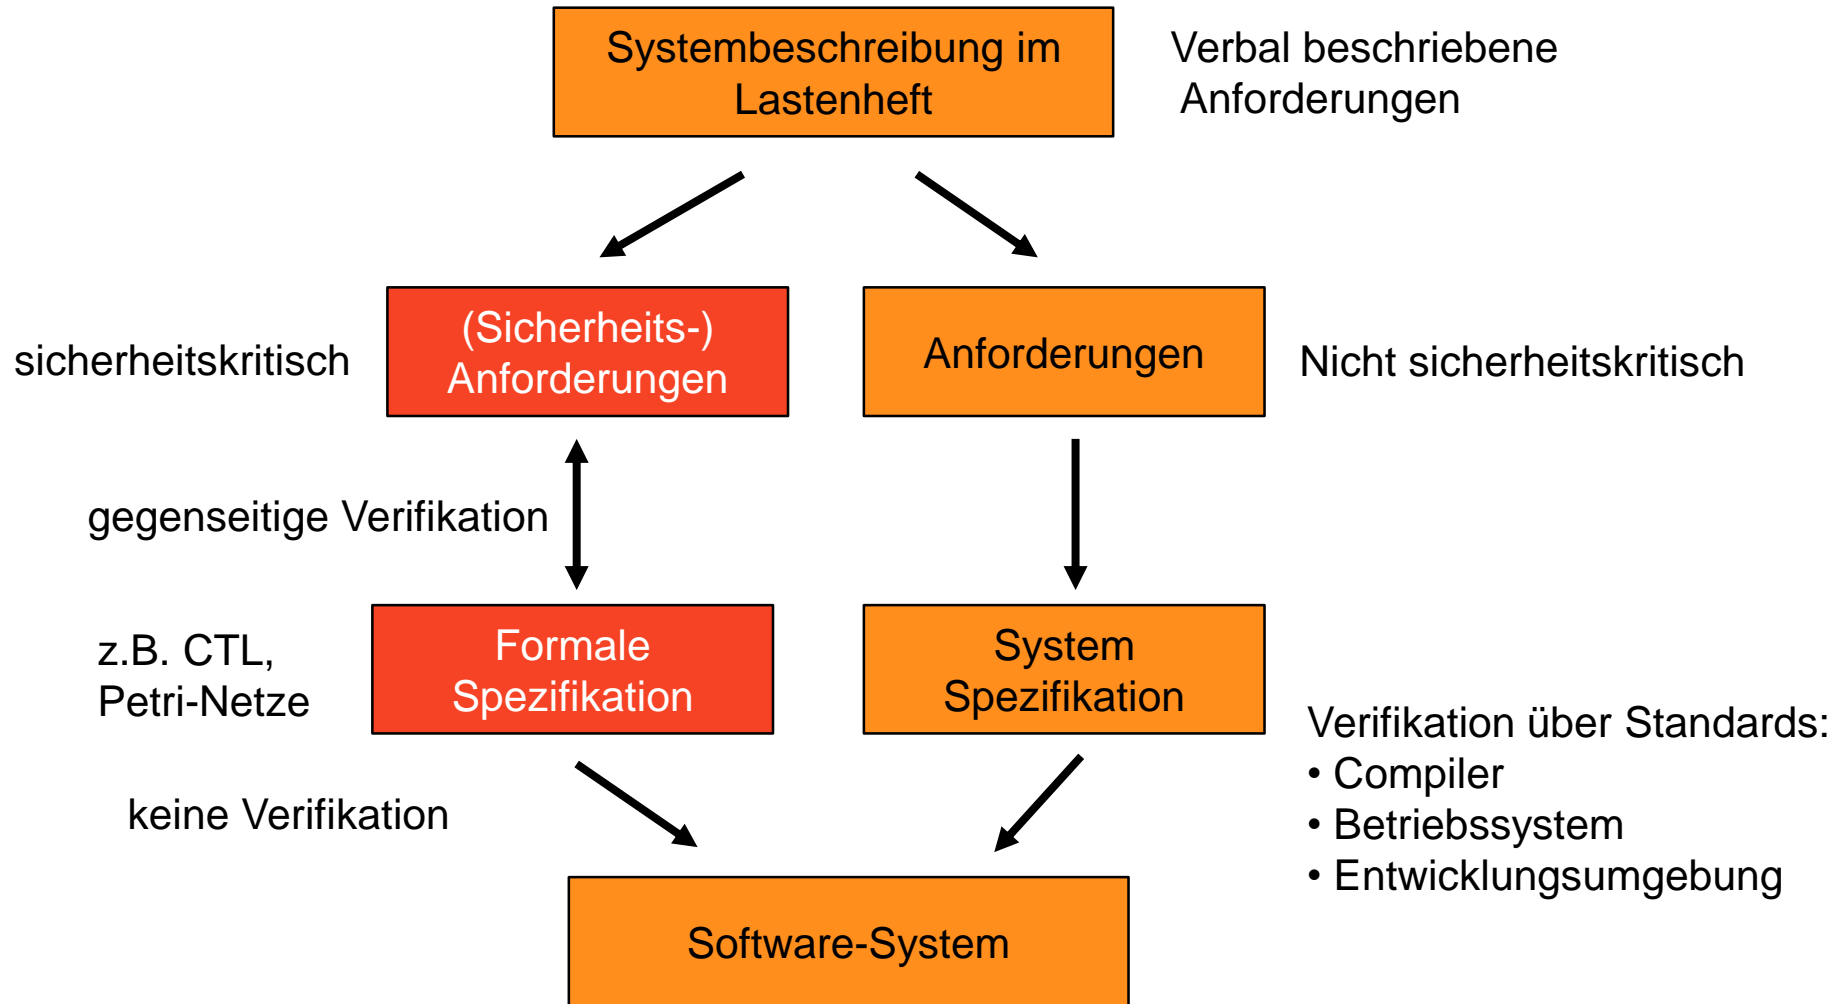 Systembeschreibung im
Lastenheft
Verbal beschriebene
Anforderungen
sicherheitskritisch
(Sicherheits-)
Anforderungen
Anforderungen
Nicht sicherheitskritisch
gegenseitige Verifikation
z.B. CTL,
Petri-Netze
Formale
Spezifikation
System
Spezifikation
keine Verifikation
Verifikation über Standards:
• Compiler
• Betriebssystem
• Entwicklungsumgebung
Software-System